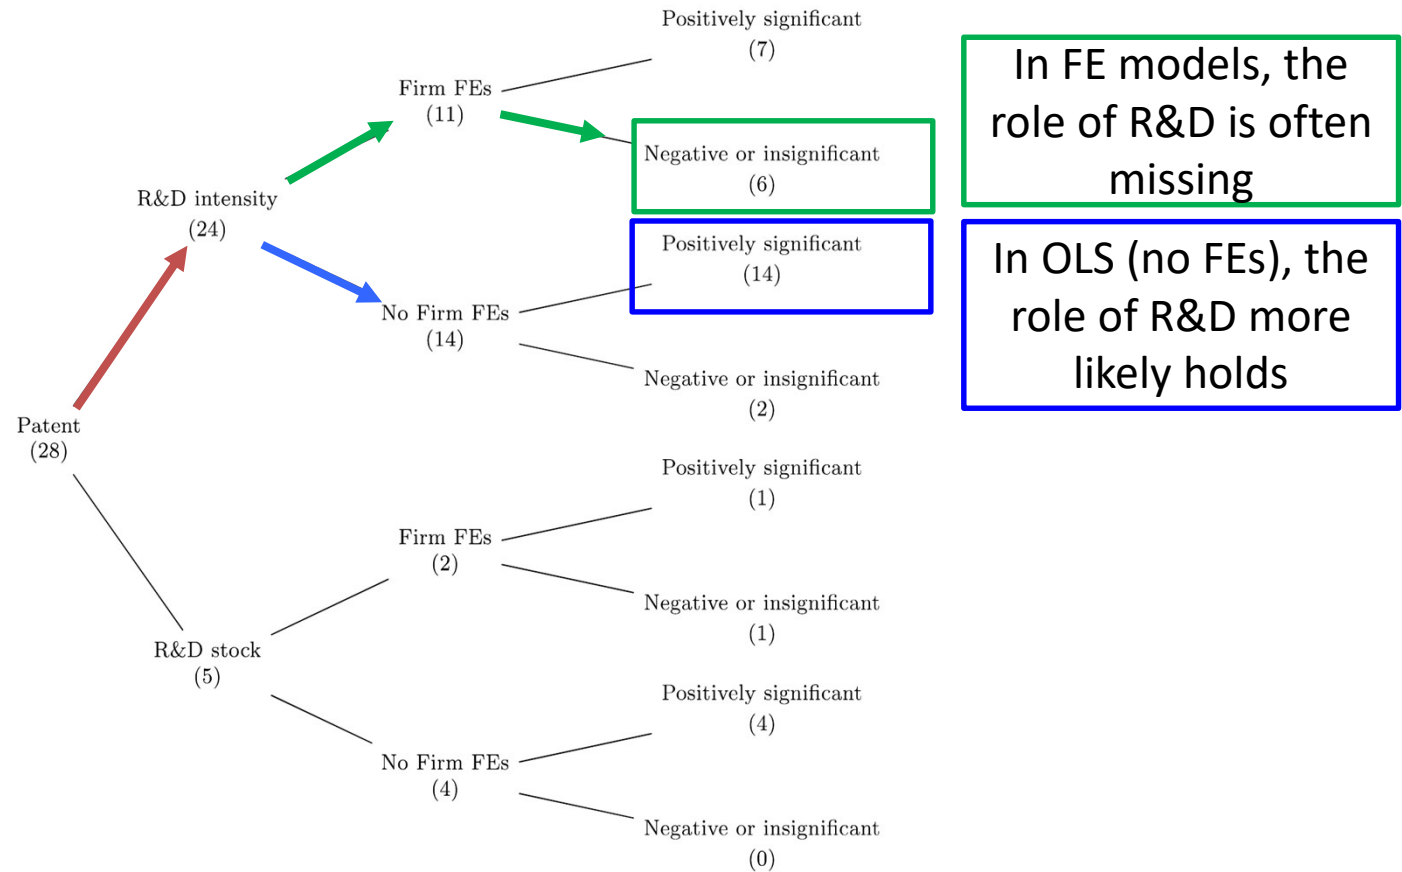 Positively significant
(7)
Firm FEs
(11)
Negative or insignificant
(6)
R&D intensity
(24)
Positively significant
(14)
No Firm FEs
(14)
Negative or insignificant
(2)
Patent
(28)
Positively significant
(1)
Firm FEs
(2)
Negative or insignificant
(1)
R&D stock
(5)
Positively significant
(4)
No Firm FEs
(4)
Negative or insignificant
(0)
In FE models, the
role of R&D is often
missing
In OLS (no FEs), the
role of R&D more
likely holds